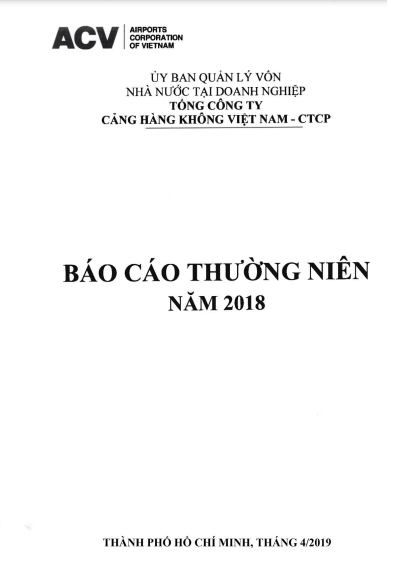 ACV
AIRPORTS
CORPORATION
OF VIETNAM
ỦY BAN QUẢN LÝ VỐN
NHÀ NƯỚC TẠI DOANH NGHIỆP
TỔNG CÔNG TY
CẢNG HÀNG KHÔNG VIỆT NAM - CTCP
BÁO CÁO THƯỜNG NIÊN
NĂM 2018
THÀNH PHỐ HỒ CHÍ MINH, THÁNG 4/2019